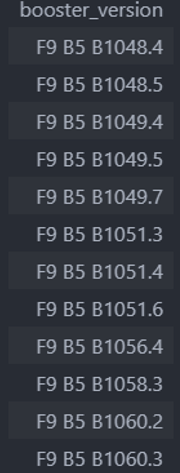 booster_version
F9 B5 B1048.4
F9 B5 B1048.5
F9 B5 B1049.4
F9 B5 B1049.5
F9 B5 B1049.7
F9 B5 B1051.3
F9 B5 B1051.4
F9 B5 B1051.6
F9 B5 B1056.4
F9 B5 B1058.3
F9 B5 B1060.2
F9 B5 B1060.3